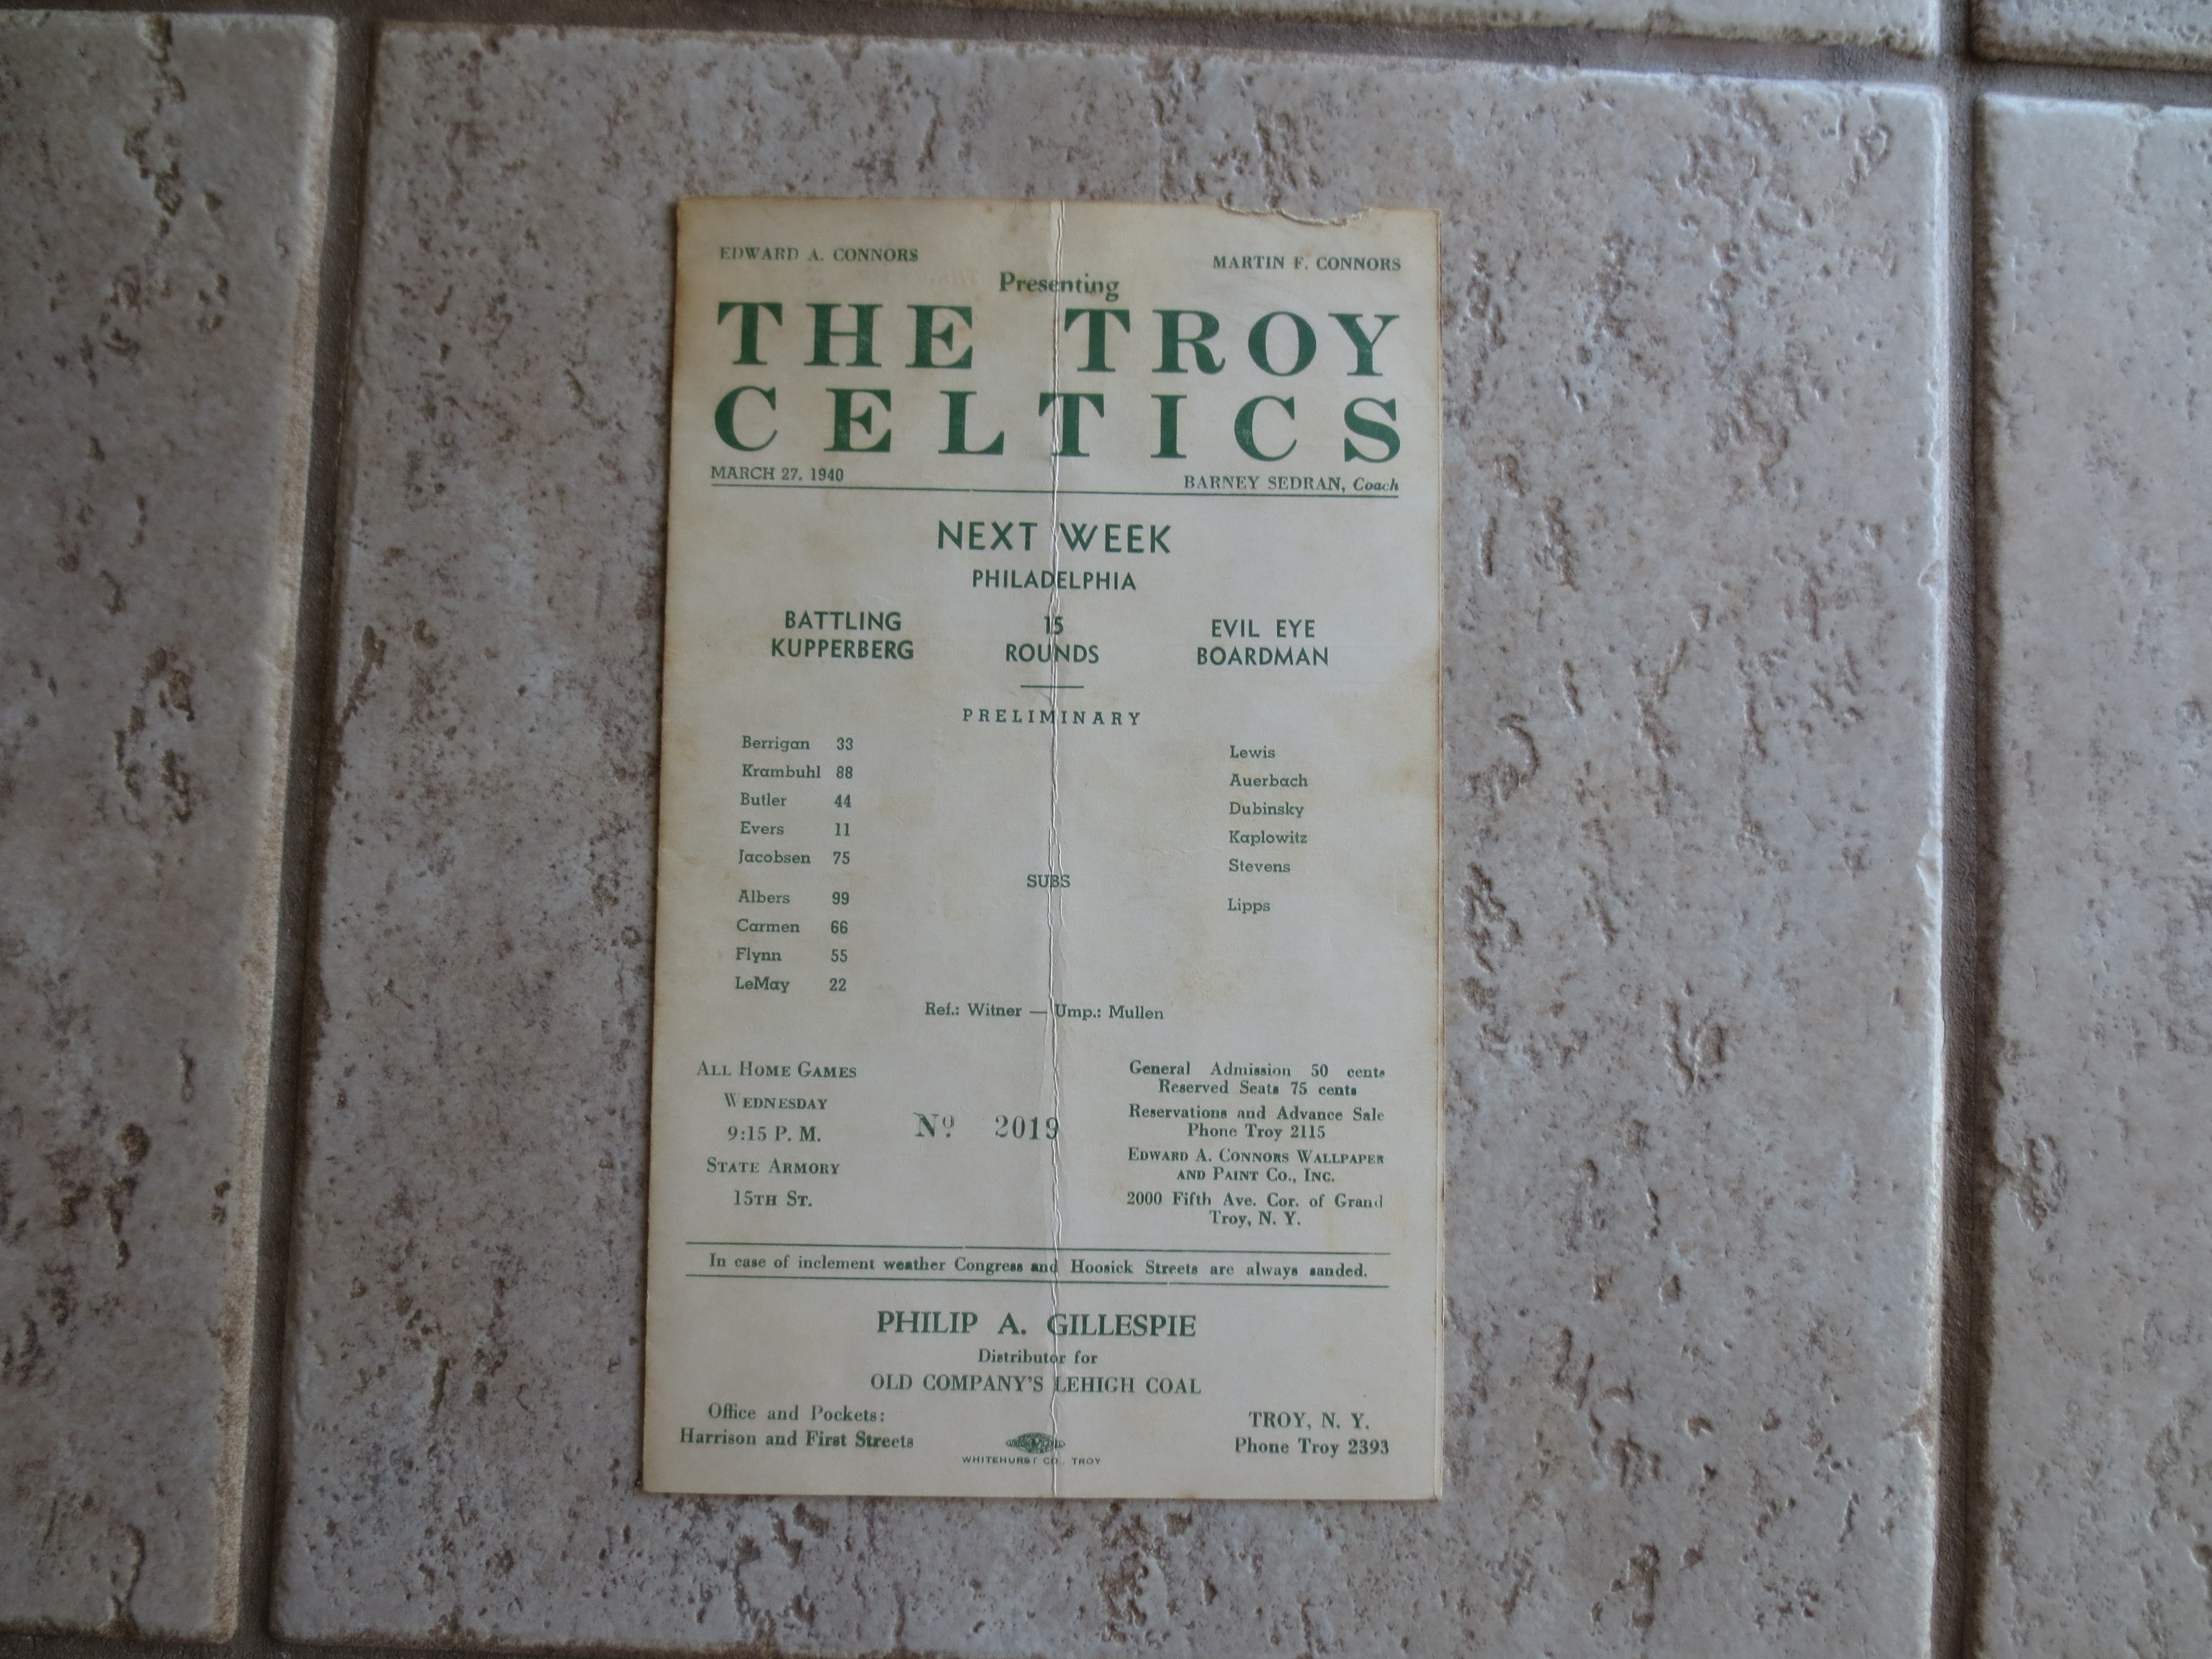 EDWARD A. CONNORS
MARTIN F. CONNORS
Presenting
THE TROY
CELTICS
MARCH 27, 1940
BARNEY SEDRAN, Coach
NEXT WEEK
PHILADELPHIA
BATTLING
KUPPERBERG
15
ROUNDS
EVIL EYE
BOARDMAN
PRELIMINARY
Berrigan 33
Krambuhl 88
Butler 44
Evers 11
Jacobsen 75
Lewis
Auerbach
Dubinsky
Kaplowitz
Stevens
SUBS
Albers 99
Carmen 66
Flynn 55
LeMay 22
Lipps
Ref.: Witner — Ump.: Mullen
ALL HOME GAMES
WEDNESDAY
9:15 P. M.
STATE ARMORY
15TH ST.
Nº 2019
General Admission 50 cents
Reserved Seats 75 cents
Reservations and Advance Sale
Phone Troy 2115
EDWARD A. CONNORS WALLPAPER
AND PAINT CO., INC.
2000 Fifth Ave. Cor. of Grand
Troy, N. Y.
In case of inclement weather Congress and Hoosick Streets are always sanded.
PHILIP A. GILLESPIE
Distributor for
OLD COMPANY'S LEHIGH COAL
Office and Pockets:
Harrison and First Streets
WHITEHURST CO., TROY
TROY, N. Y.
Phone Troy 2393